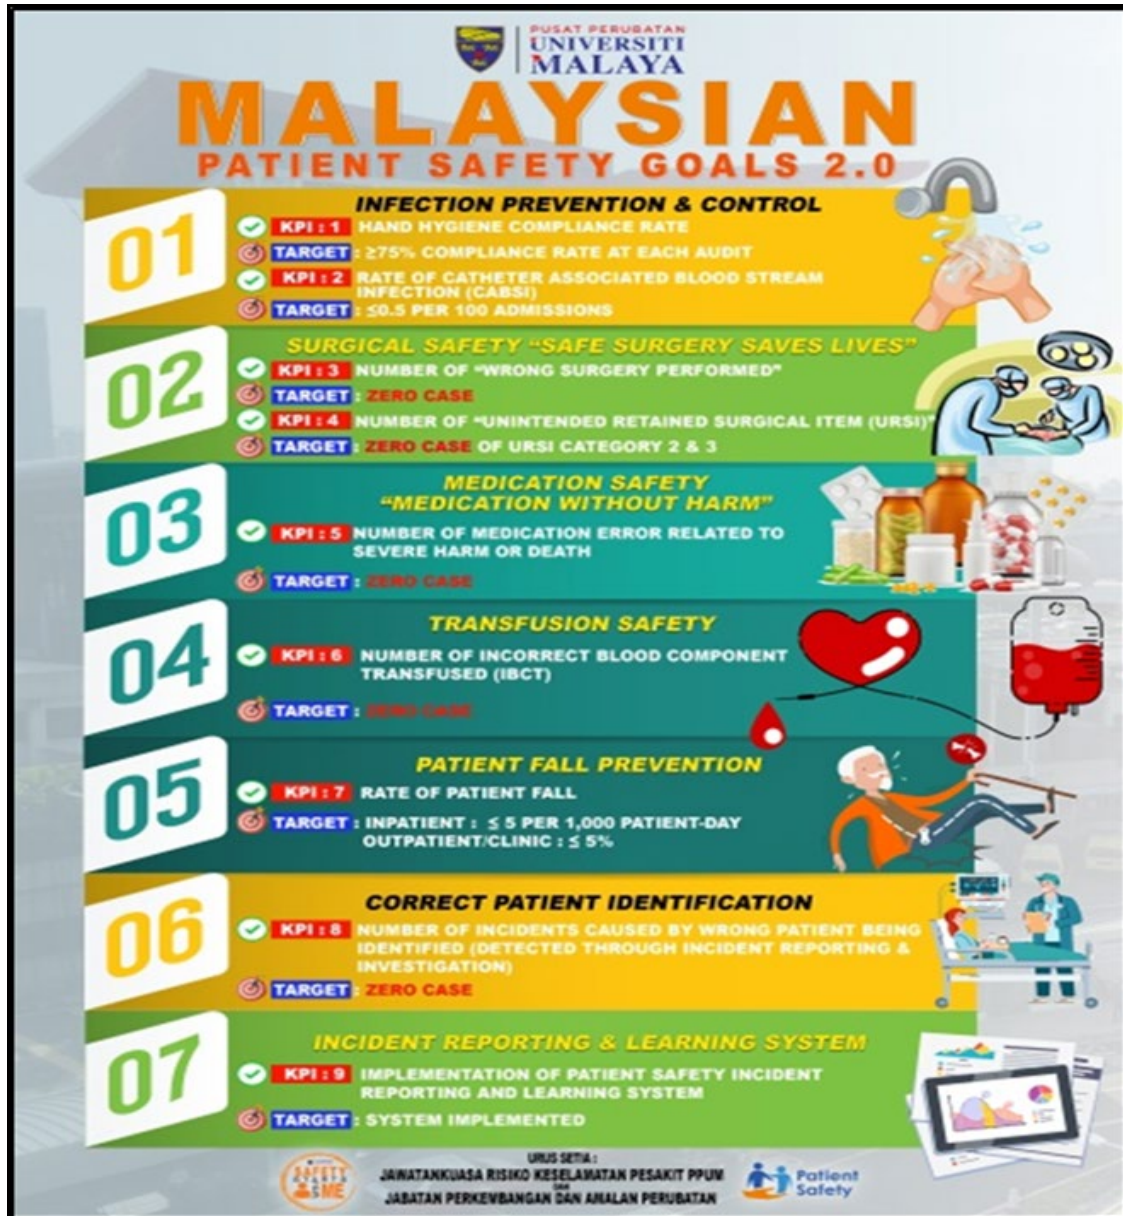 PUSAT PERUBATAN
UNIVERSITI
MALAYA
MALAYSIAN
PATIENT SAFETY GOALS 2.0
01
INFECTION PREVENTION & CONTROL
KPI : 1 HAND HYGIENE COMPLIANCE RATE
TARGET : ≥75% COMPLIANCE RATE AT EACH AUDIT
KPI : 2 RATE OF CATHETER ASSOCIATED BLOOD STREAM
INFECTION (CABSI)
TARGET : ≤0.5 PER 100 ADMISSIONS
02
SURGICAL SAFETY “SAFE SURGERY SAVES LIVES”
KPI : 3 NUMBER OF “WRONG SURGERY PERFORMED”
TARGET : ZERO CASE
KPI : 4 NUMBER OF “UNINTENDED RETAINED SURGICAL ITEM (URSI)”
TARGET : ZERO CASE OF URSI CATEGORY 2 & 3
03
MEDICATION SAFETY
“MEDICATION WITHOUT HARM”
KPI : 5 NUMBER OF MEDICATION ERROR RELATED TO
SEVERE HARM OR DEATH
TARGET : ZERO CASE
04
TRANSFUSION SAFETY
KPI : 6 NUMBER OF INCORRECT BLOOD COMPONENT
TRANSFUSED (IBCT)
TARGET : ZERO CASE
05
PATIENT FALL PREVENTION
KPI : 7 RATE OF PATIENT FALL
TARGET : INPATIENT : ≤ 5 PER 1,000 PATIENT-DAY
OUTPATIENT/CLINIC : ≤ 5%
06
CORRECT PATIENT IDENTIFICATION
KPI : 8 NUMBER OF INCIDENTS CAUSED BY WRONG PATIENT BEING
IDENTIFIED (DETECTED THROUGH INCIDENT REPORTING &
INVESTIGATION)
TARGET : ZERO CASE
07
INCIDENT REPORTING & LEARNING SYSTEM
KPI : 9 IMPLEMENTATION OF PATIENT SAFETY INCIDENT
REPORTING AND LEARNING SYSTEM
TARGET : SYSTEM IMPLEMENTED
SAFETY
STARTS
ME
URUS SETIA :
JAWATANKUASA RISIKO KESELAMATAN PESAKIT PPUM
DAN
JABATAN PERKEMBANGAN DAN AMALAN PERUBATAN
Patient
Safety